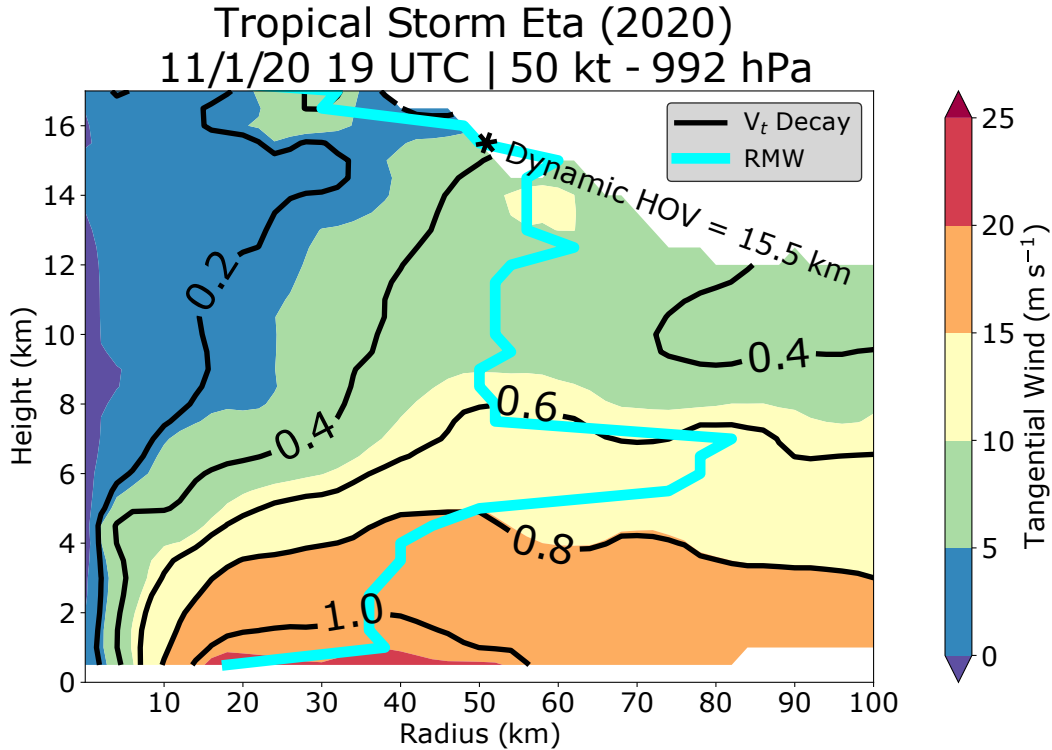 Tropical Storm Eta (2020)
11/1/20 19 UTC | 50 kt - 992 hPa
V_t Decay
RMW
* Dynamic HOV = 15.5 km
0.2
0.4
0.4
0.6
0.8
1.0
Height (km)
16
14
12
10
8
6
4
2
0
10 20 30 40 50 60 70 80 90 100
Radius (km)
25
20
15
10
5
0
Tangential Wind (m s⁻¹)